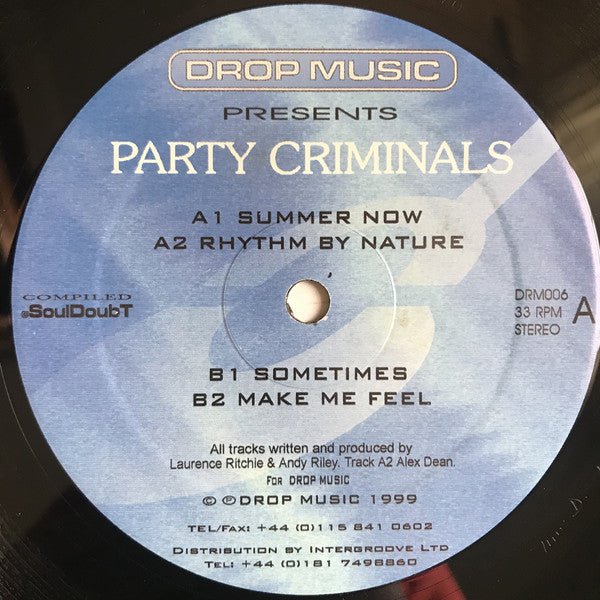 DROP MUSIC
PRESENTS
PARTY CRIMINALS
A1 SUMMER NOW
A2 RHYTHM BY NATURE
COMPILED
@SoulDoubT
DRM006
33 RPM
STEREO
A
B1 SOMETIMES
B2 MAKE ME FEEL
All tracks written and produced by
Laurence Ritchie & Andy Riley. Track A2 Alex Dean.
FOR DROP MUSIC
© ℗ DROP MUSIC 1999
TEL/FAX: +44 (0)115 841 0602
DISTRIBUTION BY INTERGROOVE LTD
TEL: +44 (0)181 7498860